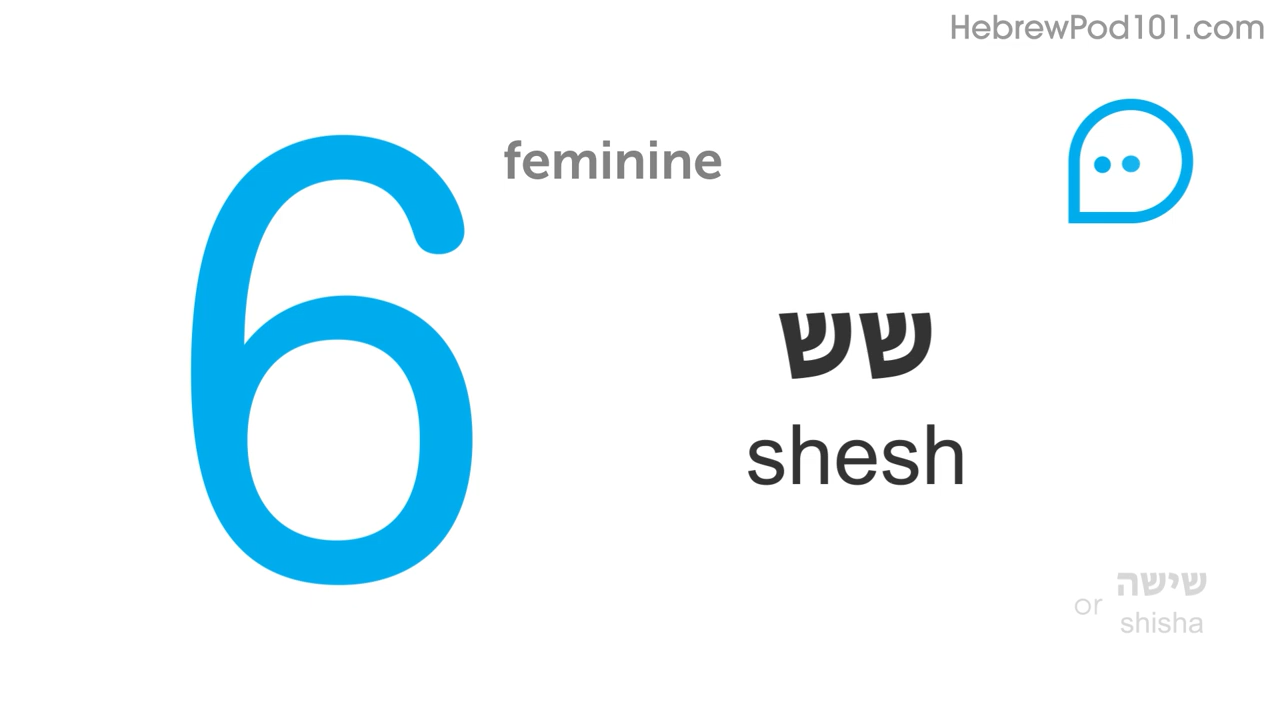 HebrewPod101.com
6
feminine
שש
shesh
or
שישה
shisha